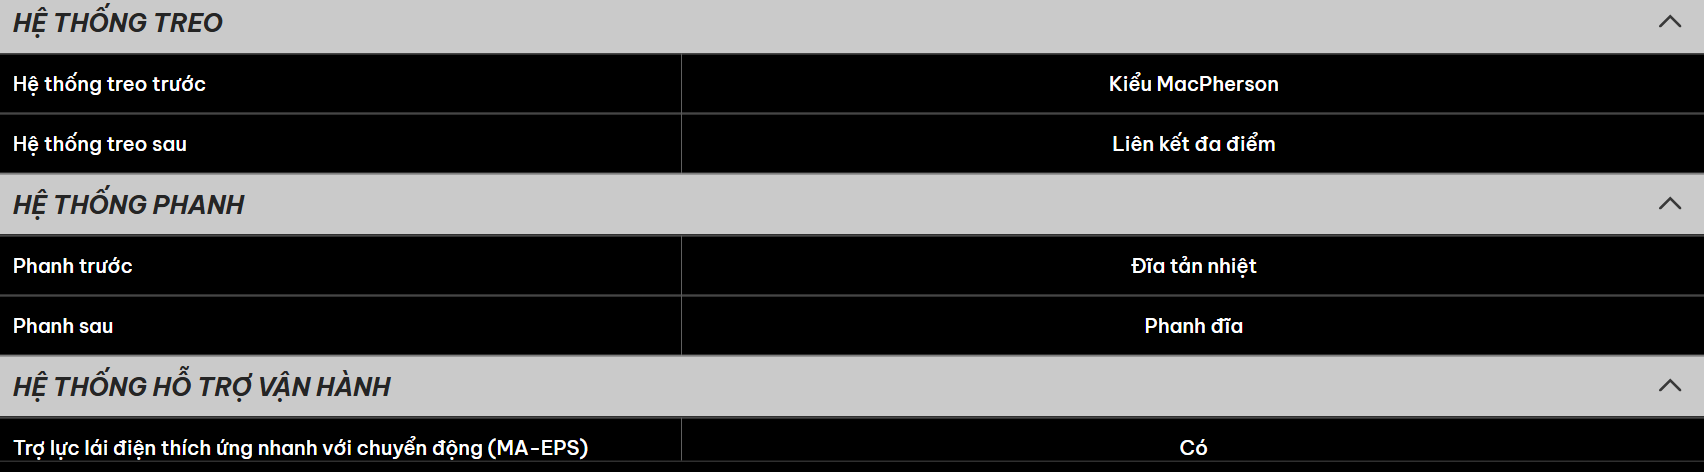 HỆ THỐNG TREO
Hệ thống treo trước Kiểu MacPherson
Hệ thống treo sau Liên kết đa điểm
HỆ THỐNG PHANH
Phanh trước Đĩa tản nhiệt
Phanh sau Phanh đĩa
HỆ THỐNG HỖ TRỢ VẬN HÀNH
Trợ lực lái điện thích ứng nhanh với chuyển động (MA-EPS) Có